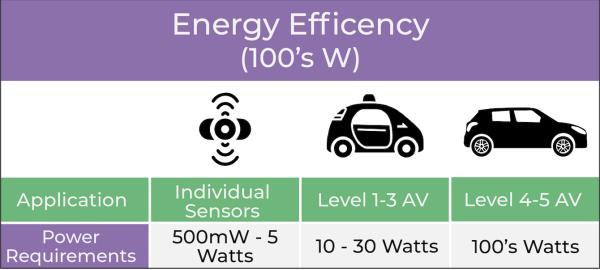 Energy Efficency
(100's W)
Application
Individual
Sensors
Level 1-3 AV
Level 4-5 AV
Power
Requirements
500mW - 5
Watts
10 - 30 Watts
100's Watts